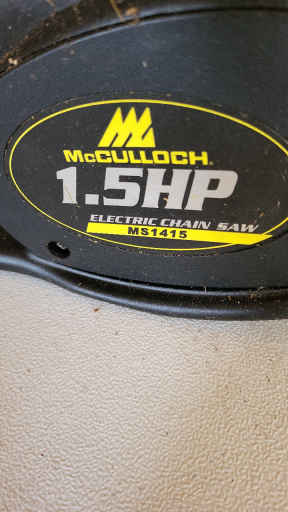 McCULLOCH.
1.5HP
ELECTRIC CHAIN SAW
MS1415